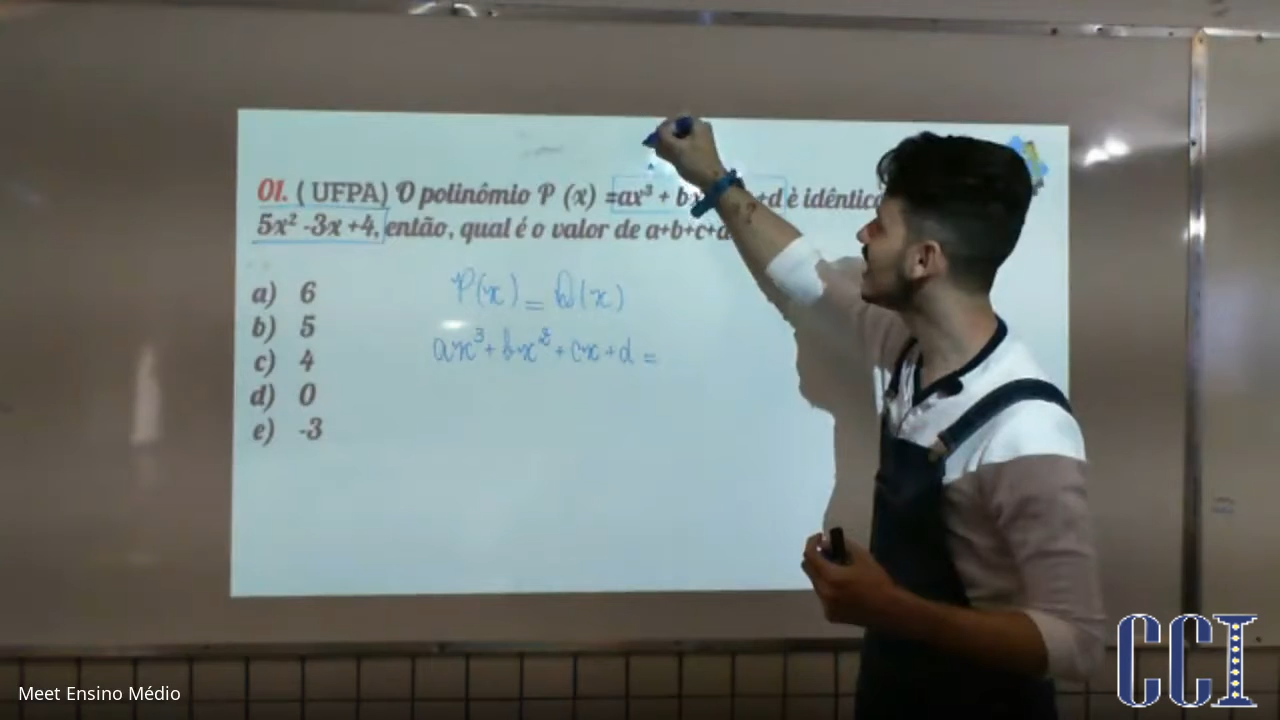 01. ( UFPA) O polinômio P (x) =ax³ + b +d è idêntic
5x² -3x +4, então, qual é o valor de a+b+c+d
a) 6
b) 5
c) 4
d) 0
e) -3
P(x) = Q(x)
ax³ + bx² + cx + d =
CCI
Meet Ensino Médio